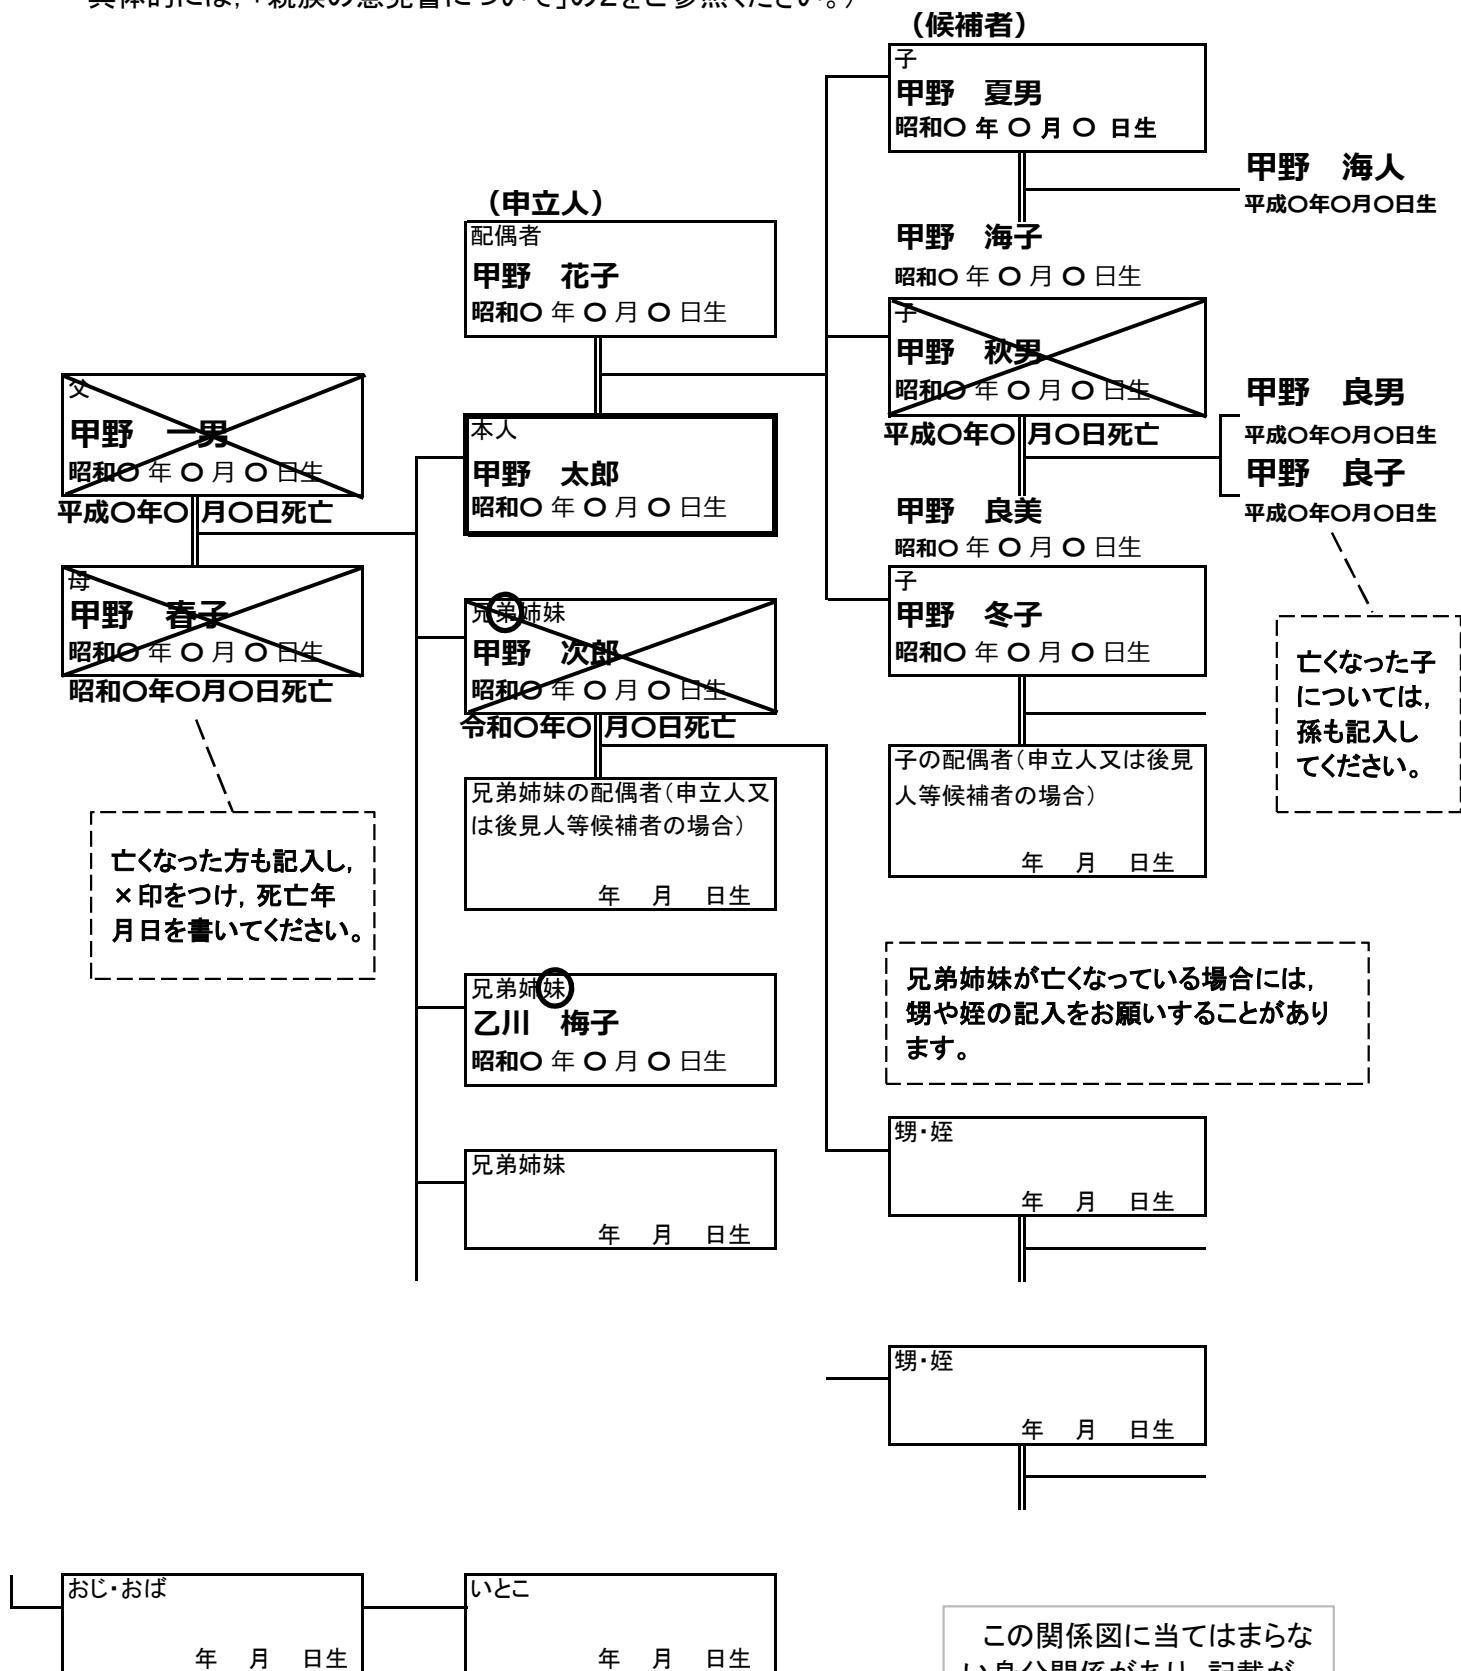 具体的には，「親族の意見書について」の２をご参照ください。）
（候補者）
子
甲野　夏男
昭和〇 年 〇 月 〇 日生
甲野　海人
平成〇年〇月〇日生
甲野　海子
昭和〇 年 〇 月 〇 日生
（申立人）
配偶者
甲野　花子
昭和〇 年 〇 月 〇 日生
子
甲野　秋男
昭和〇 年 〇 月 〇 日生
平成〇年〇月〇日死亡
甲野　良男
平成〇年〇月〇日生
甲野　良子
平成〇年〇月〇日生
甲野　良美
昭和〇 年 〇 月 〇 日生
父
甲野　一男
昭和〇 年 〇 月 〇 日生
平成〇年〇月〇日死亡
本人
甲野　太郎
昭和〇 年 〇 月 〇 日生
母
甲野　春子
昭和〇 年 〇 月 〇 日生
昭和〇年〇月〇日死亡
兄弟姉妹
甲野　次郎
昭和〇 年 〇 月 〇 日生
令和〇年〇月〇日死亡
子
甲野　冬子
昭和〇 年 〇 月 〇 日生
亡くなった子
については，
孫も記入し
てください。
兄弟姉妹の配偶者（申立人又
は後見人等候補者の場合）
年　月　日生
子の配偶者（申立人又は後見
人等候補者の場合）
年　月　日生
亡くなった方も記入し，
×印をつけ，死亡年
月日を書いてください。
兄弟姉妹
乙川　梅子
昭和〇 年 〇 月 〇 日生
兄弟姉妹が亡くなっている場合には，
甥や姪の記入をお願いすることがあり
ます。
兄弟姉妹
年　月　日生
甥・姪
年　月　日生
甥・姪
年　月　日生
おじ・おば
年　月　日生
いとこ
年　月　日生
この関係図に当てはまらな
い身分関係があり、記載が